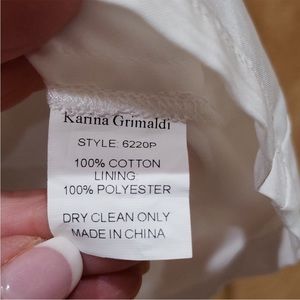 Karina Grimaldi
STYLE: 6220P
100% COTTON
LINING:
100% POLYESTER
DRY CLEAN ONLY
MADE IN CHINA